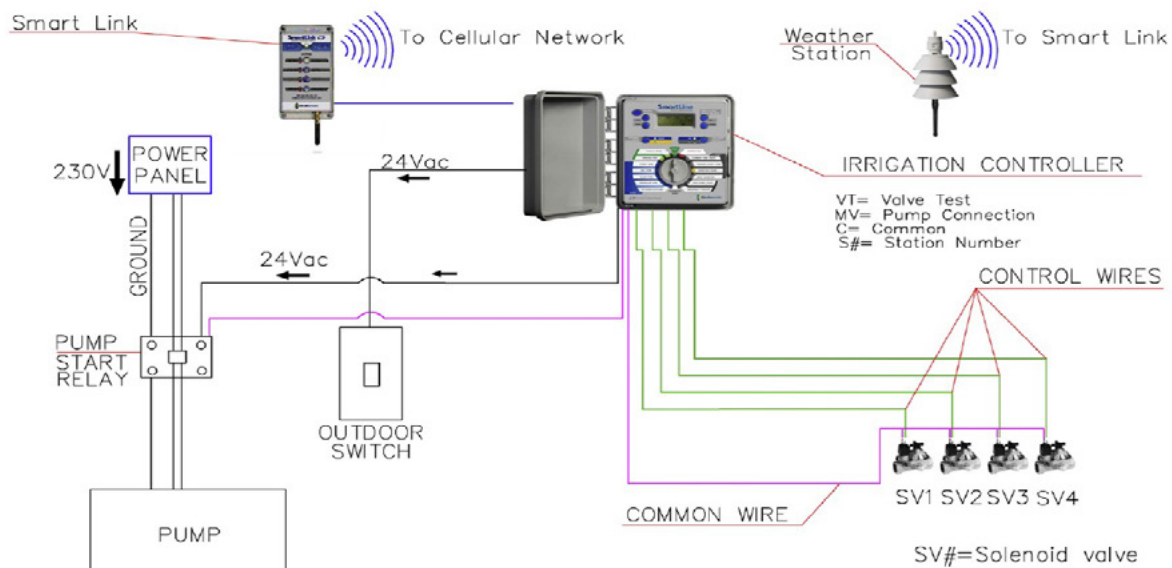 Smart Link
To Cellular Network
Weather
Station
To Smart Link
SmartLink
SmartLine
230V
POWER
PANEL
24Vac
IRRIGATION CONTROLLER
VT= Valve Test
MV= Pump Connection
C= Common
S#= Station Number
GROUND
24Vac
CONTROL WIRES
PUMP
START
RELAY
OUTDOOR
SWITCH
SV1 SV2 SV3 SV4
COMMON WIRE
PUMP
SV#=Solenoid valve